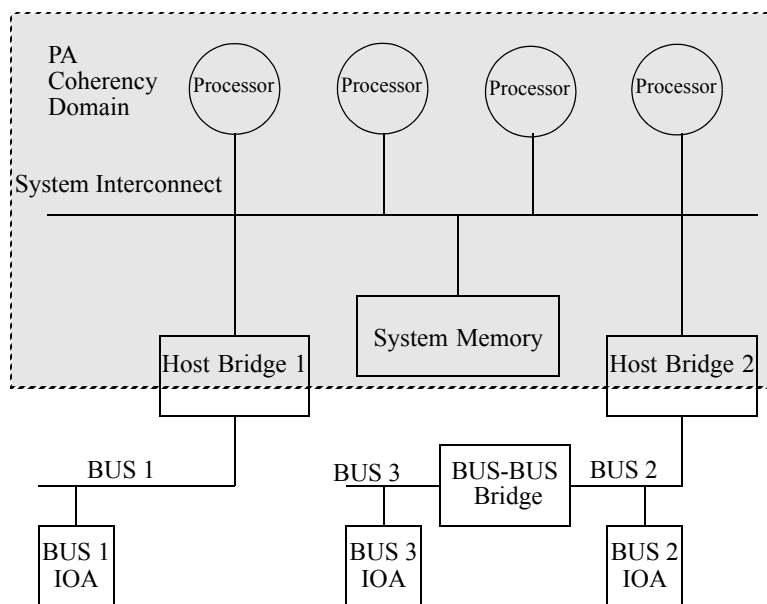 PA
Coherency
Domain
Processor
Processor
Processor
Processor
System Interconnect
System Memory
Host Bridge 1
Host Bridge 2
BUS 1
BUS 3
BUS-BUS
Bridge
BUS 2
BUS 1
IOA
BUS 3
IOA
BUS 2
IOA